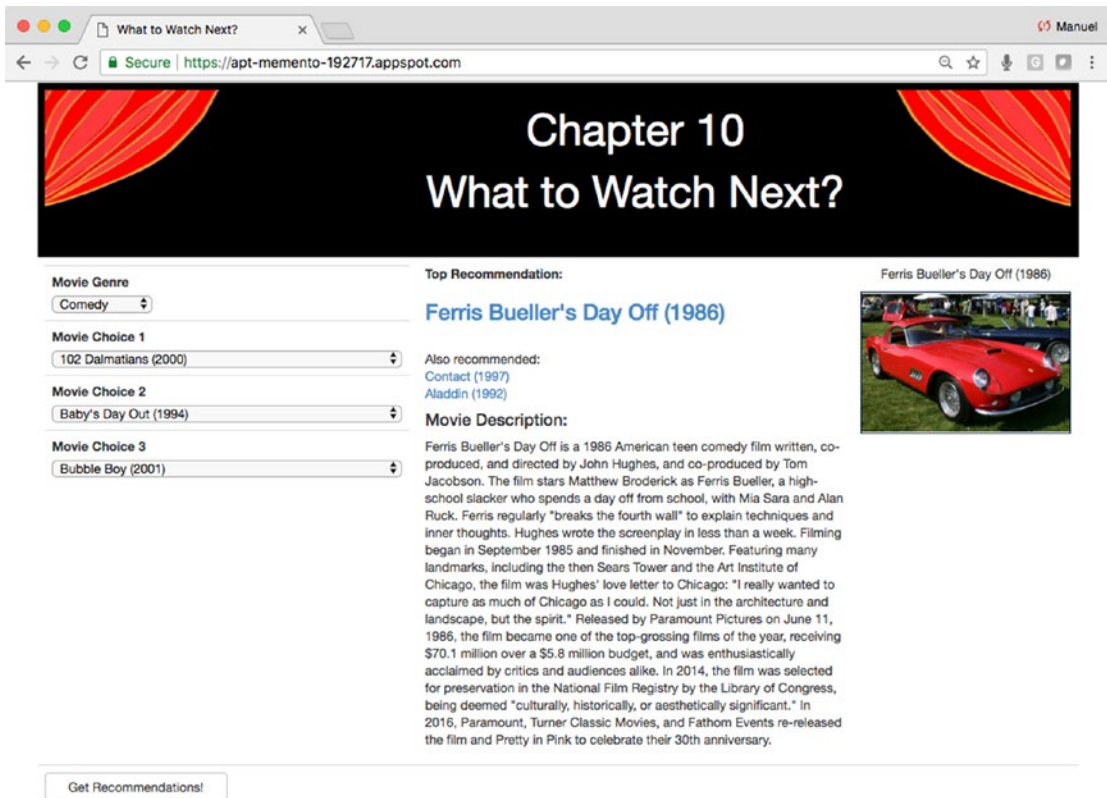 What to Watch Next?
Manuel
Secure | https://apt-memento-192717.appspot.com
Chapter 10
What to Watch Next?
Movie Genre
Comedy
Movie Choice 1
102 Dalmatians (2000)
Movie Choice 2
Baby's Day Out (1994)
Movie Choice 3
Bubble Boy (2001)
Top Recommendation:
Ferris Bueller's Day Off (1986)
Also recommended:
Contact (1997)
Aladdin (1992)
Movie Description:
Ferris Bueller's Day Off is a 1986 American teen comedy film written, co-
produced, and directed by John Hughes, and co-produced by Tom
Jacobson. The film stars Matthew Broderick as Ferris Bueller, a high-
school slacker who spends a day off from school, with Mia Sara and Alan
Ruck. Ferris regularly "breaks the fourth wall" to explain techniques and
inner thoughts. Hughes wrote the screenplay in less than a week. Filming
began in September 1985 and finished in November. Featuring many
landmarks, including the then Sears Tower and the Art Institute of
Chicago, the film was Hughes' love letter to Chicago: "I really wanted to
capture as much of Chicago as I could. Not just in the architecture and
landscape, but the spirit." Released by Paramount Pictures on June 11,
1986, the film became one of the top-grossing films of the year, receiving
$70.1 million over a $5.8 million budget, and was enthusiastically
acclaimed by critics and audiences alike. In 2014, the film was selected
for preservation in the National Film Registry by the Library of Congress,
being deemed "culturally, historically, or aesthetically significant." In
2016, Paramount, Turner Classic Movies, and Fathom Events re-released
the film and Pretty in Pink to celebrate their 30th anniversary.
Ferris Bueller's Day Off (1986)
Get Recommendations!